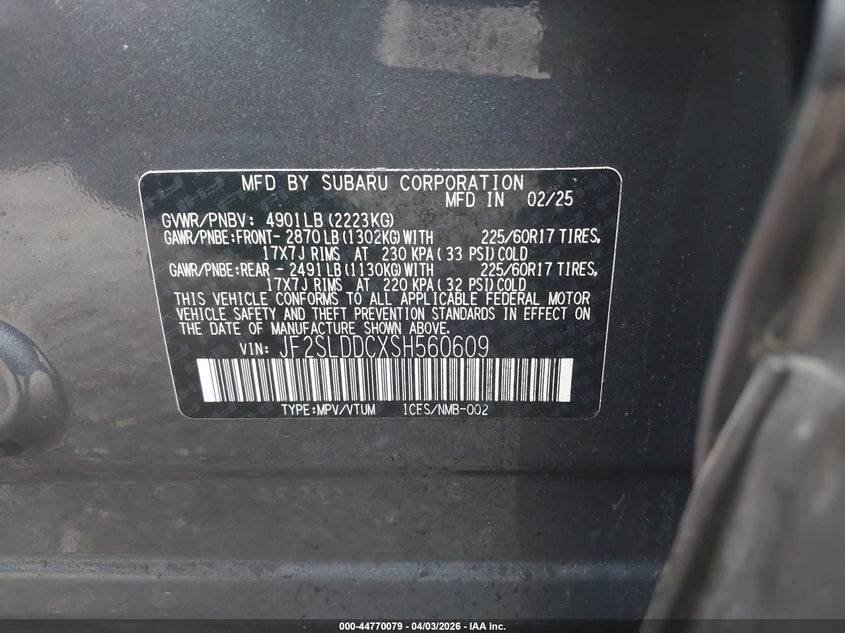 MFD BY SUBARU CORPORATION
MFD IN 02/25
GVWR/PNBV: 4901LB(2223KG)
GAWR/PNBE:FRONT- 2870LB(1302KG)WITH 225/60R17 TIRES,
17X7J RIMS AT 230 KPA( 33 PSI)COLD
GAWR/PNBE:REAR - 2491LB(1130KG)WITH 225/60R17 TIRES,
17X7J RIMS AT 220 KPA( 32 PSI)COLD
THIS VEHICLE CONFORMS TO ALL APPLICABLE FEDERAL MOTOR
VEHICLE SAFETY AND THEFT PREVENTION STANDARDS IN EFFECT ON
THE DATE OF MANUFACTURE SHOWN ABOVE.
VIN: JF2SLDDCXSH560609
TYPE:MPV/VTUM ICES/NMB-002
000-44770079 - 04/03/2026 - IAA Inc.